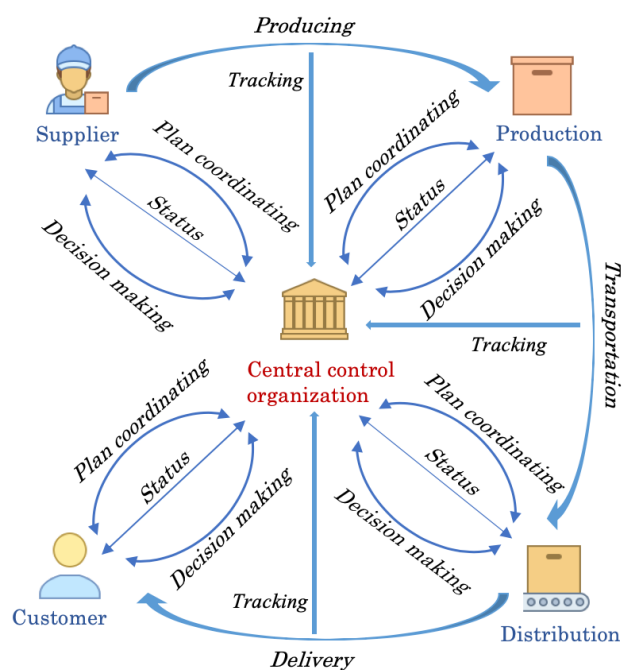 Producing
Tracking
Supplier
Production
Plan coordinating
Status
Decision making
Plan coordinating
Status
Decision making
Transportation
Tracking
Central control
organization
Plan coordinating
Status
Decision making
Plan coordinating
Status
Decision making
Tracking
Customer
Distribution
Delivery